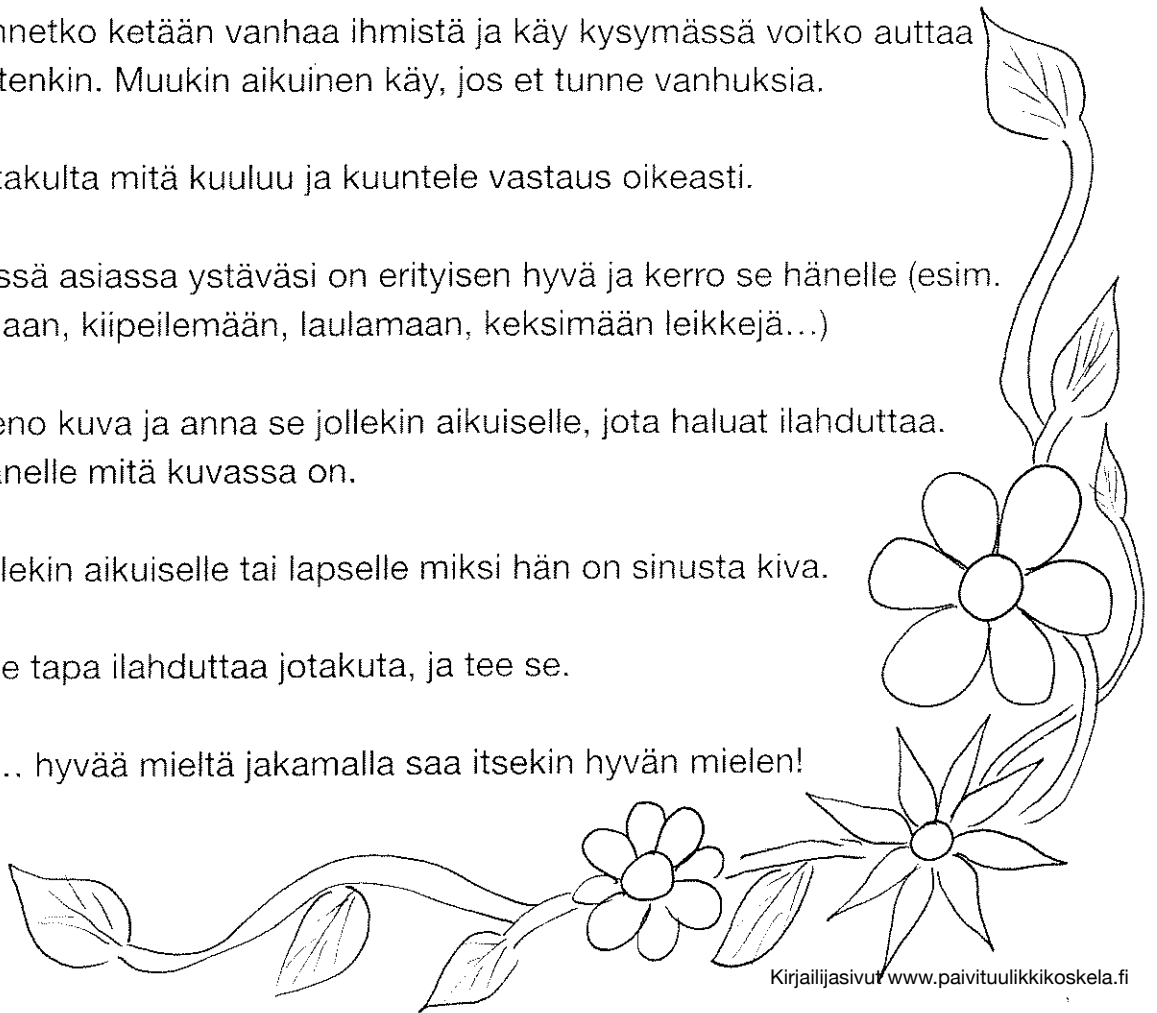 nnetko ketään vanhaa ihmistä ja käy kysymässä voitko auttaa
tenkin. Muukin aikuinen käy, jos et tunne vanhuksia.
takulta mitä kuuluu ja kuuntele vastaus oikeasti.
ssä asiassa ystäväsi on erityisen hyvä ja kerro se hänelle (esim.
aan, kiipeilemään, laulamaan, keksimään leikkejä...)
eno kuva ja anna se jollekin aikuiselle, jota haluat ilahduttaa.
nelle mitä kuvassa on.
lekin aikuiselle tai lapselle miksi hän on sinusta kiva.
e tapa ilahduttaa jotakuta, ja tee se.
.. hyvää mieltä jakamalla saa itsekin hyvän mielen!
Kirjailijasivut www.paivituulikkikoskela.fi